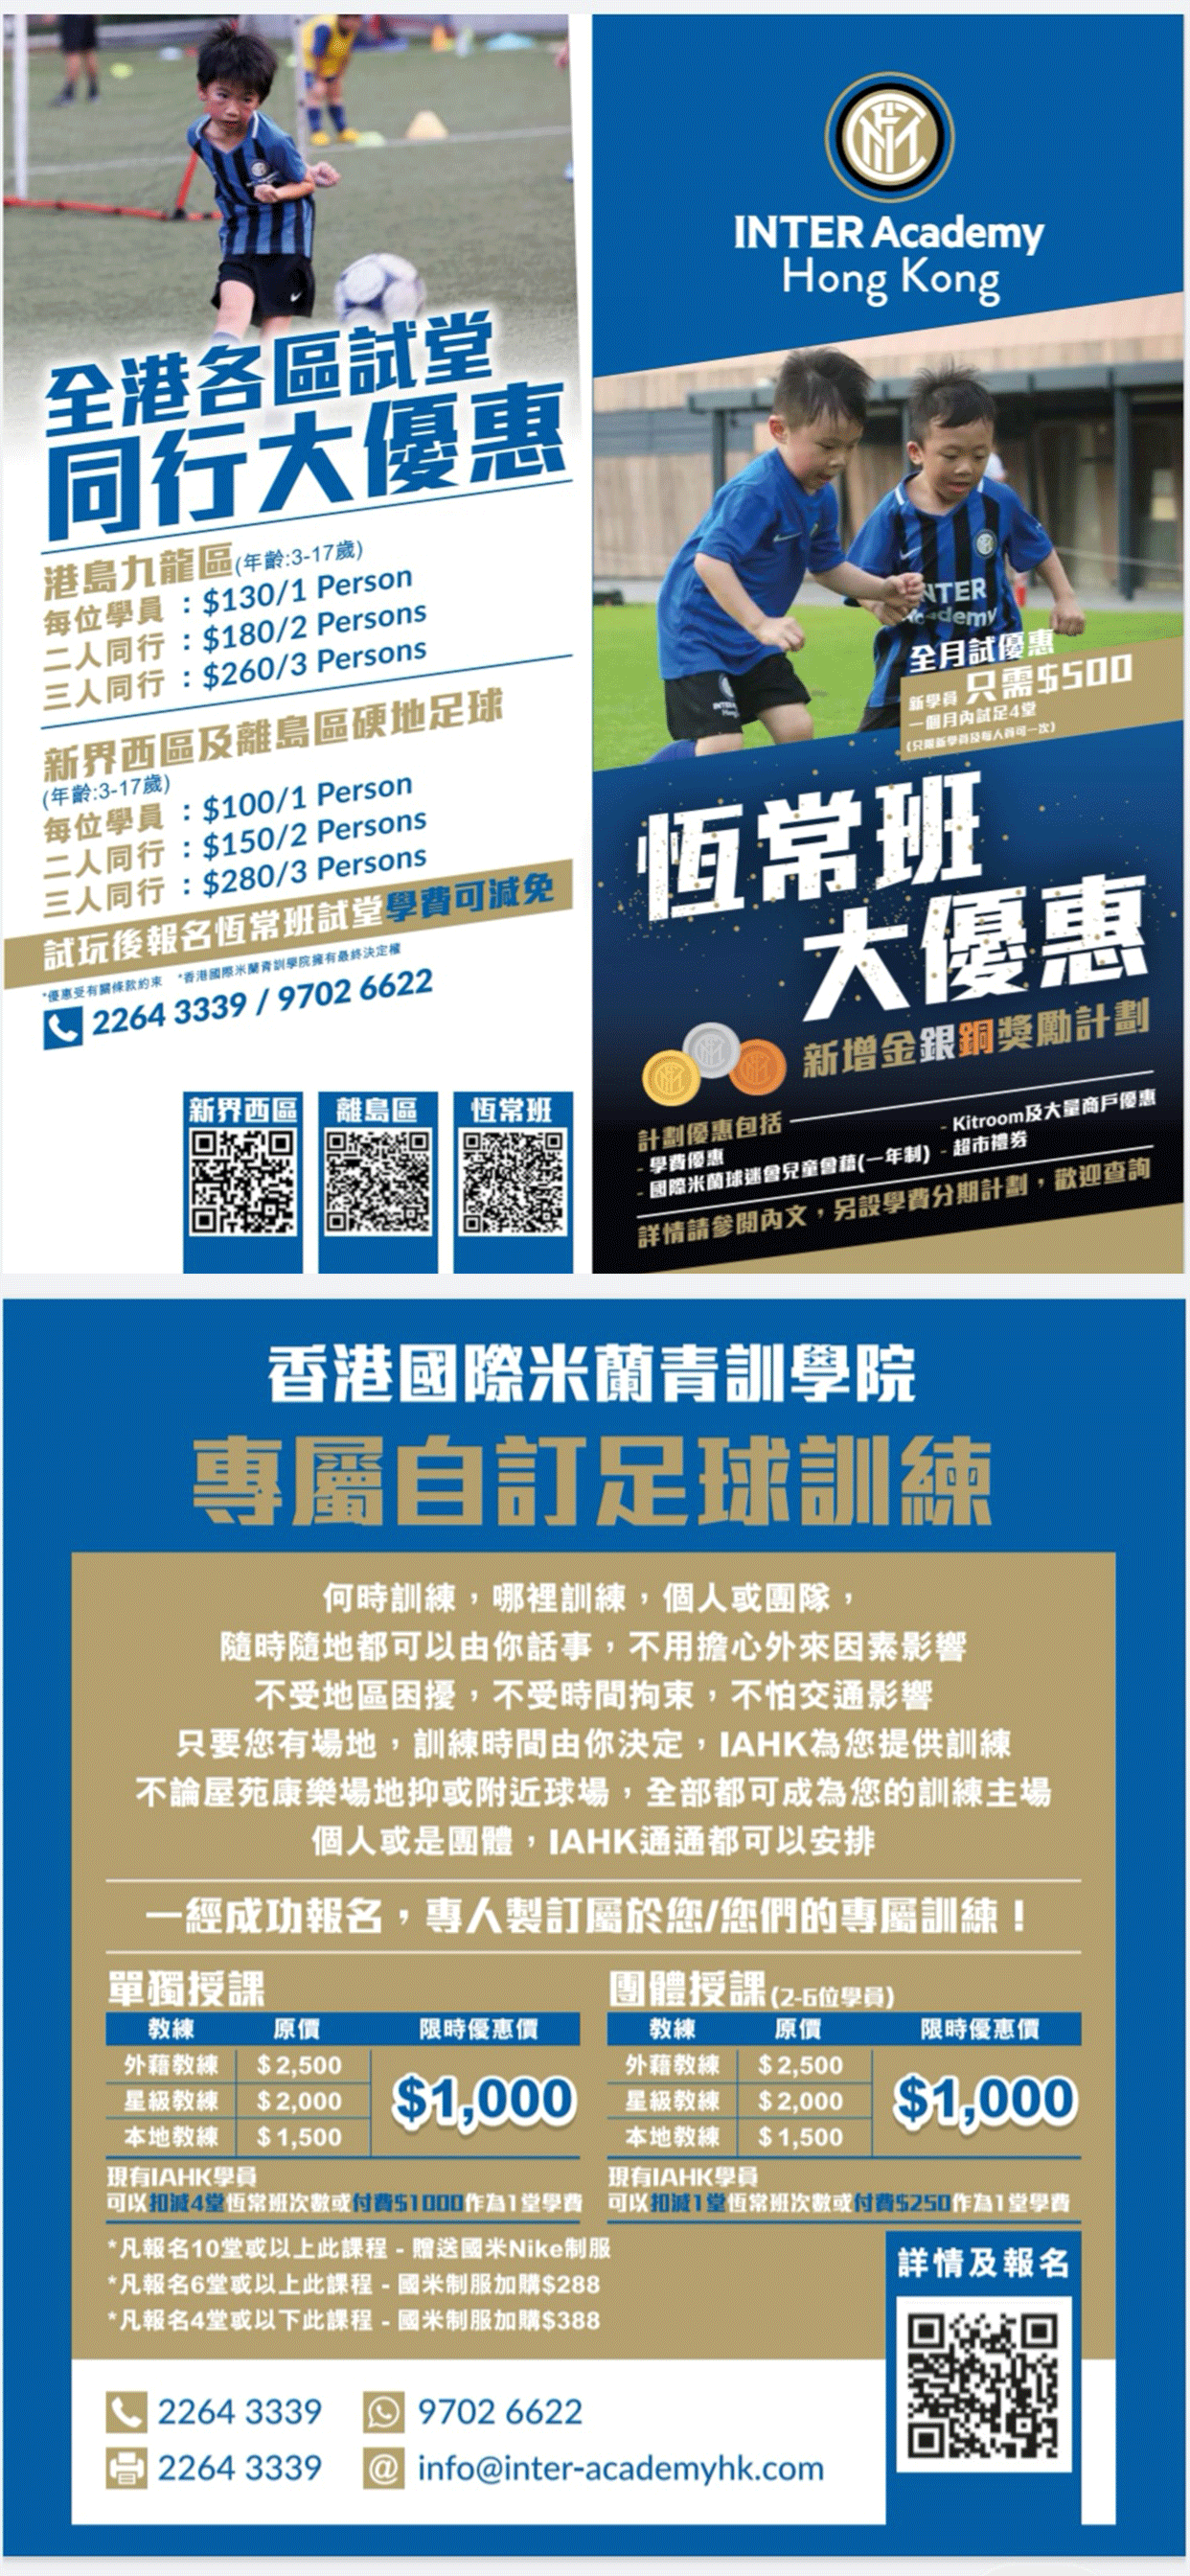 全港各區試堂
同行大優惠
港島九龍區(年齡:3-17歲)
每位學員 : $130/1 Person
二人同行 : $180/2 Persons
三人同行 : $260/3 Persons
新界西區及離島區硬地足球
(年齡:3-17歲)
每位學員 : $100/1 Person
二人同行 : $150/2 Persons
三人同行 : $280/3 Persons
試玩後報名恆常班試堂學費可減免
*優惠受有關條款約束 *香港國際米蘭青訓學院擁有最終決定權
2264 3339 / 9702 6622
新界西區 離島區 恆常班
INTER Academy
Hong Kong
INTER
Academy
全月試優惠
新學員 只需$500
一個月內試足4堂
(只限新學員及每人員可一次)
恆常班
大優惠
新增金銀銅獎勵計劃
計劃優惠包括
- 學費優惠
- 國際米蘭球迷會兒童會藉(一年制)
- Kitroom及大量商戶優惠
- 超市禮券
詳情請參閱內文，另設學費分期計劃，歡迎查詢
香港國際米蘭青訓學院
專屬自訂足球訓練
何時訓練，哪裡訓練，個人或團隊，
隨時隨地都可以由你話事，不用擔心外來因素影響
不受地區困擾，不受時間拘束，不怕交通影響
只要您有場地，訓練時間由你決定，IAHK為您提供訓練
不論屋苑康樂場地抑或附近球場，全部都可成為您的訓練主場
個人或是團體，IAHK通通都可以安排
一經成功報名，專人製訂屬於您/您們的專屬訓練！
單獨授課
教練 原價 限時優惠價
外藉教練 $2,500
星級教練 $2,000
本地教練 $1,500
$1,000
現有IAHK學員
可以扣減4堂恆常班次數或付費$1000作為1堂學費
團體授課(2-6位學員)
教練 原價 限時優惠價
外藉教練 $2,500
星級教練 $2,000
本地教練 $1,500
$1,000
現有IAHK學員
可以扣減1堂恆常班次數或付費$250作為1堂學費
*凡報名10堂或以上此課程 - 贈送國米Nike制服
*凡報名6堂或以上此課程 - 國米制服加購$288
*凡報名4堂或以下此課程 - 國米制服加購$388
詳情及報名
2264 3339 9702 6622
2264 3339 info@inter-academyhk.com